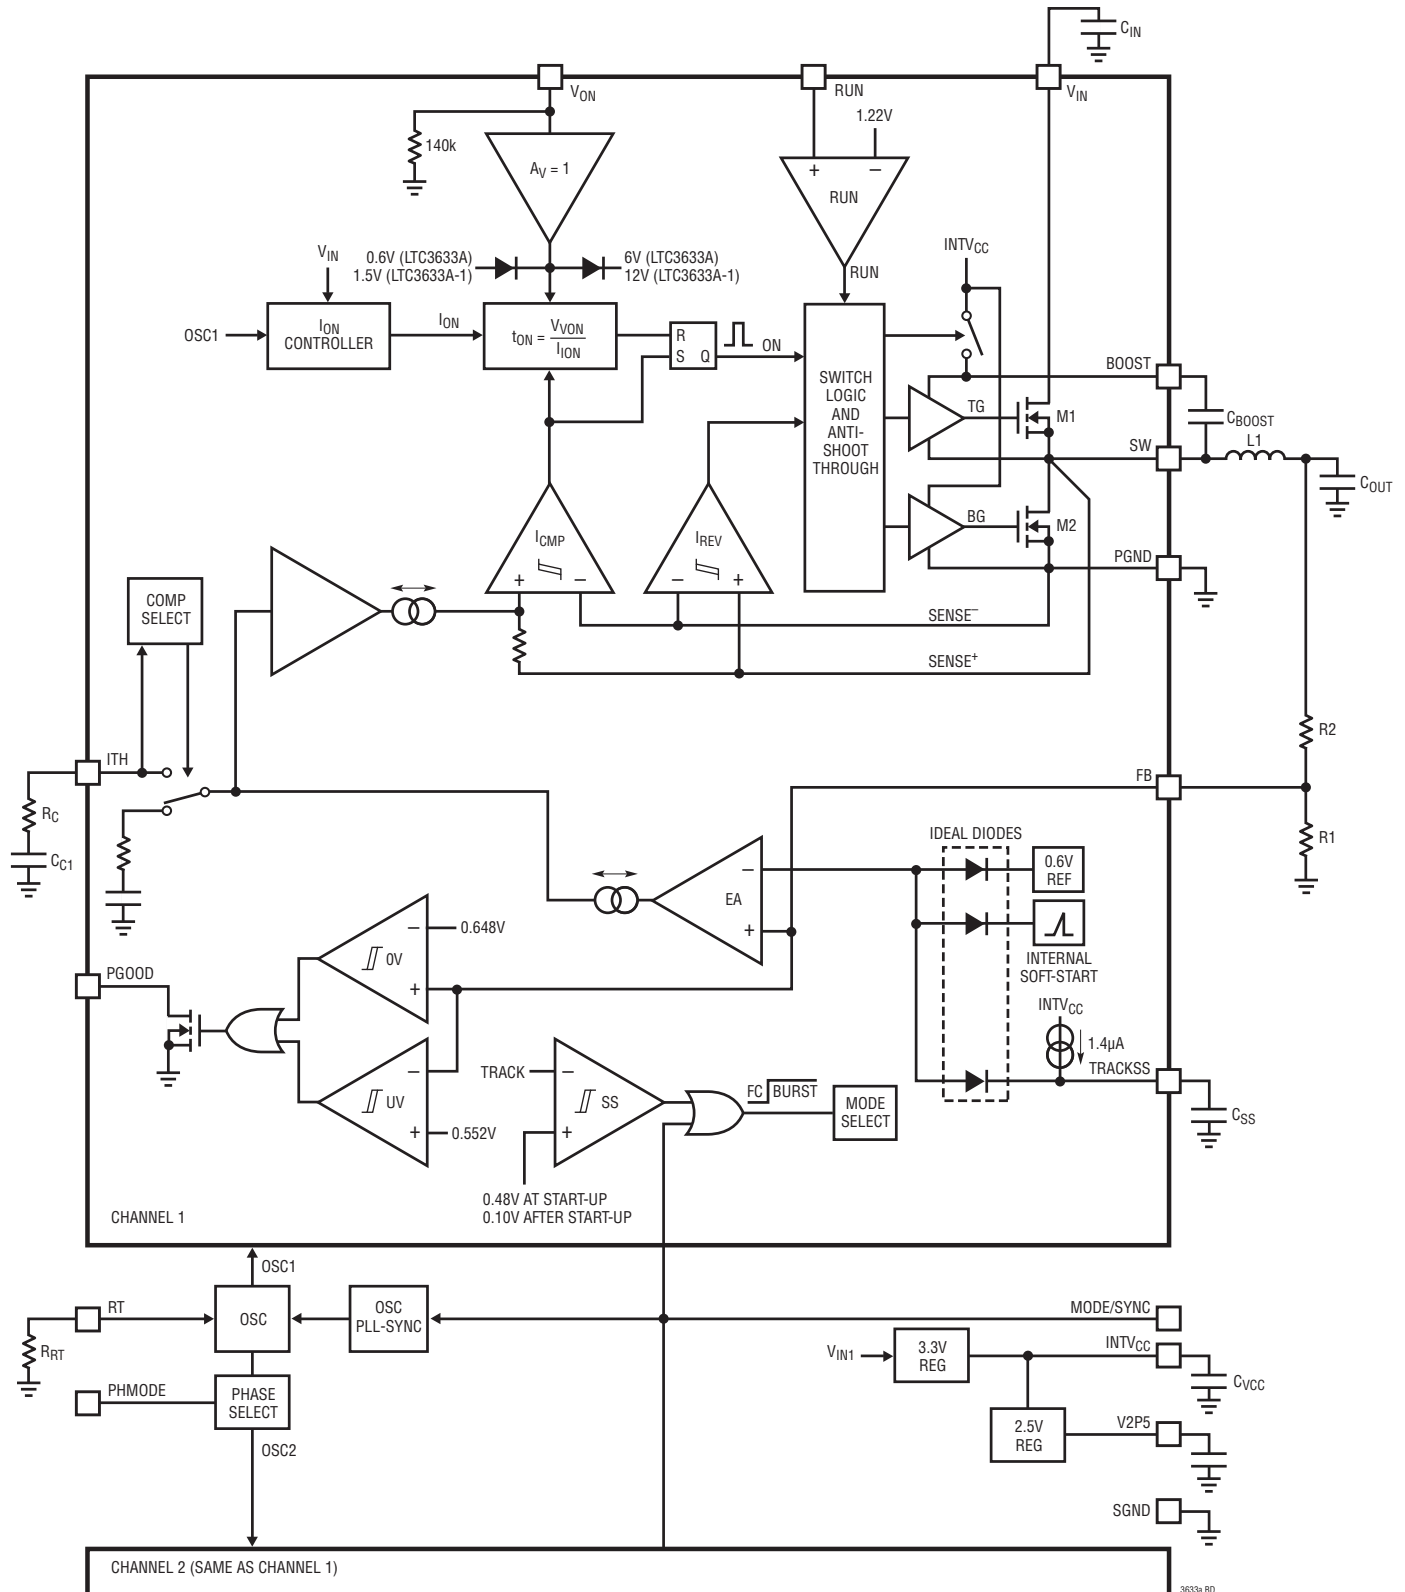 CIN
VON
RUN
VIN
1.22V
140k
AV = 1
+
–
RUN
VIN
0.6V (LTC3633A)
1.5V (LTC3633A-1)
6V (LTC3633A)
12V (LTC3633A-1)
INTVCC
RUN
OSC1
ION
CONTROLLER
ION
tON = VVON
IION
R
S Q
ON
SWITCH
LOGIC
AND
ANTI-
SHOOT
THROUGH
BOOST
TG
M1
CBOOST
SW
L1
COUT
BG
M2
PGND
ICMP
+ –
IREV
– +
COMP
SELECT
SENSE–
SENSE+
ITH
RC
CC1
R2
FB
R1
IDEAL DIODES
0.6V
REF
–
EA
+
INTERNAL
SOFT-START
–
0.648V
0V
+
PGOOD
INTVCC
1.4µA
TRACKSS
CSS
–
UV
+
0.552V
TRACK
–
SS
+
FC BURST
MODE
SELECT
0.48V AT START-UP
0.10V AFTER START-UP
CHANNEL 1
OSC1
RT
RRT
OSC
OSC
PLL-SYNC
MODE/SYNC
VIN1
3.3V
REG
INTVCC
CVCC
PHMODE
PHASE
SELECT
2.5V
REG
V2P5
OSC2
SGND
CHANNEL 2 (SAME AS CHANNEL 1)
3633a BD